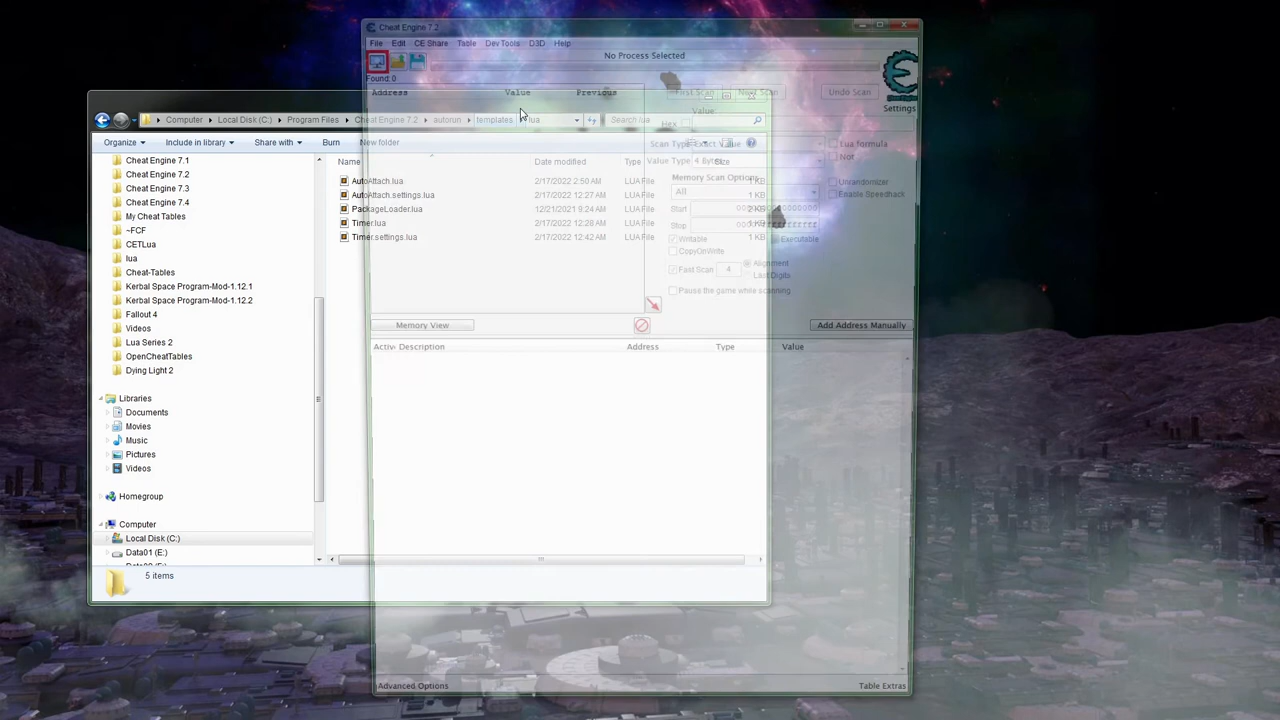 Cheat Engine 7.2
File Edit CE Share Table Dev Tools D3D Help
No Process Selected
Found: 0
Address Value Previous First Scan Next Scan Undo Scan
Settings
Value:
Hex
Computer Local Disk (C:) Program Files Cheat Engine 7.2 autorun templates lua Search lua
Organize Include in library Share with Burn New folder
Scan Type Exact Value Lua formula
Not
Name Date modified Type Size
Value Type 4 Bytes
Memory Scan Options
All
Unrandomizer
Enable Speedhack
AutoAttach.lua 2/17/2022 2:50 AM LUA File 1 KB
AutoAttach.settings.lua 2/17/2022 12:27 AM LUA File 1 KB
PackageLoader.lua 12/21/2021 9:24 AM LUA File 2 KB
Timer.lua 2/17/2022 12:28 AM LUA File 1 KB
Timer.settings.lua 2/17/2022 12:42 AM LUA File 1 KB
Start
Stop
Writable Executable
CopyOnWrite
Fast Scan 4 Alignment
Last Digits
Pause the game while scanning
Memory View Add Address Manually
Active Description Address Type Value
Cheat Engine 7.1
Cheat Engine 7.2
Cheat Engine 7.3
Cheat Engine 7.4
My Cheat Tables
~FCF
CETLua
lua
Cheat-Tables
Kerbal Space Program-Mod-1.12.1
Kerbal Space Program-Mod-1.12.2
Fallout 4
Videos
Lua Series 2
OpenCheatTables
Dying Light 2
Libraries
Documents
Movies
Music
Pictures
Videos
Homegroup
Computer
Local Disk (C:)
Data01 (E:)
5 items
Advanced Options Table Extras